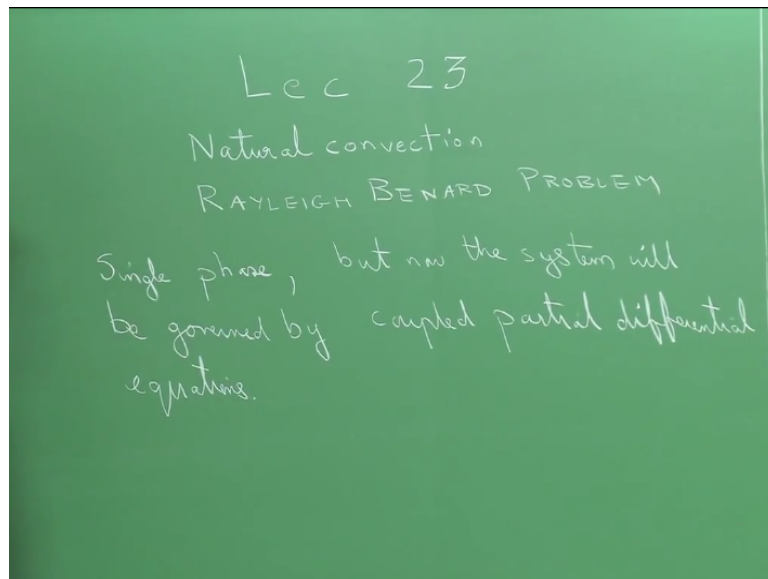 Lec 23
Natural convection
RAYLEIGH BENARD PROBLEM
Single phase, but now the system will
be governed by coupled partial differential
equations.